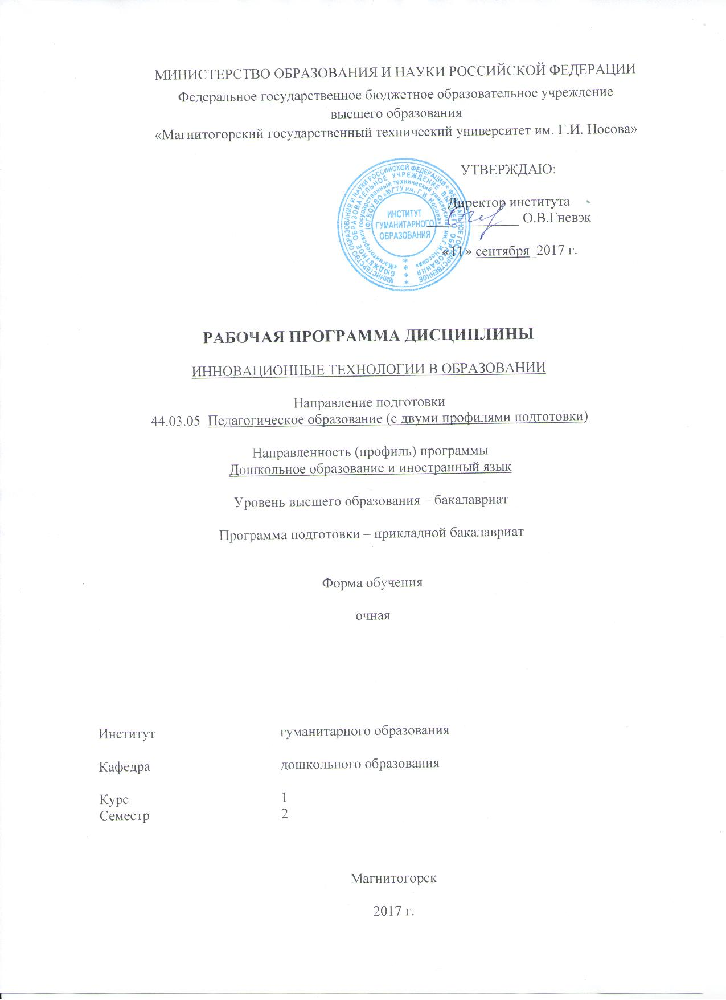 МИНИСТЕРСТВО ОБРАЗОВАНИЯ И НАУКИ РОССИЙСКОЙ ФЕДЕРАЦИИ
Федеральное государственное бюджетное образовательное учреждение
высшего образования
«Магнитогорский государственный технический университет им. Г.И. Носова»
УТВЕРЖДАЮ:
Директор института
О.В.Гневэк
«11» сентября_2017 г.
МИНИСТЕРСТВО ОБРАЗОВАНИЯ И НАУКИ РОССИЙСКОЙ ФЕДЕРАЦИИ * ФЕДЕРАЛЬНОЕ ГОСУДАРСТВЕННОЕ
БЮДЖЕТНОЕ ОБРАЗОВАТЕЛЬНОЕ УЧРЕЖДЕНИЕ ВЫСШЕГО ОБРАЗОВАНИЯ
«Магнитогорский государственный технический университет им.Г.И.Носова»
(ФГБОУ ВО «МГТУ им. Г.И. Носова»)
ИНСТИТУТ
ГУМАНИТАРНОГО
ОБРАЗОВАНИЯ
РАБОЧАЯ ПРОГРАММА ДИСЦИПЛИНЫ
ИННОВАЦИОННЫЕ ТЕХНОЛОГИИ В ОБРАЗОВАНИИ
Направление подготовки
44.03.05 Педагогическое образование (с двуми профилями подготовки)
Направленность (профиль) программы
Дошкольное образование и иностранный язык
Уровень высшего образования – бакалавриат
Программа подготовки – прикладной бакалавриат
Форма обучения
очная
Институт гуманитарного образования
Кафедра дошкольного образования
Курс 1
Семестр 2
Магнитогорск
2017 г.